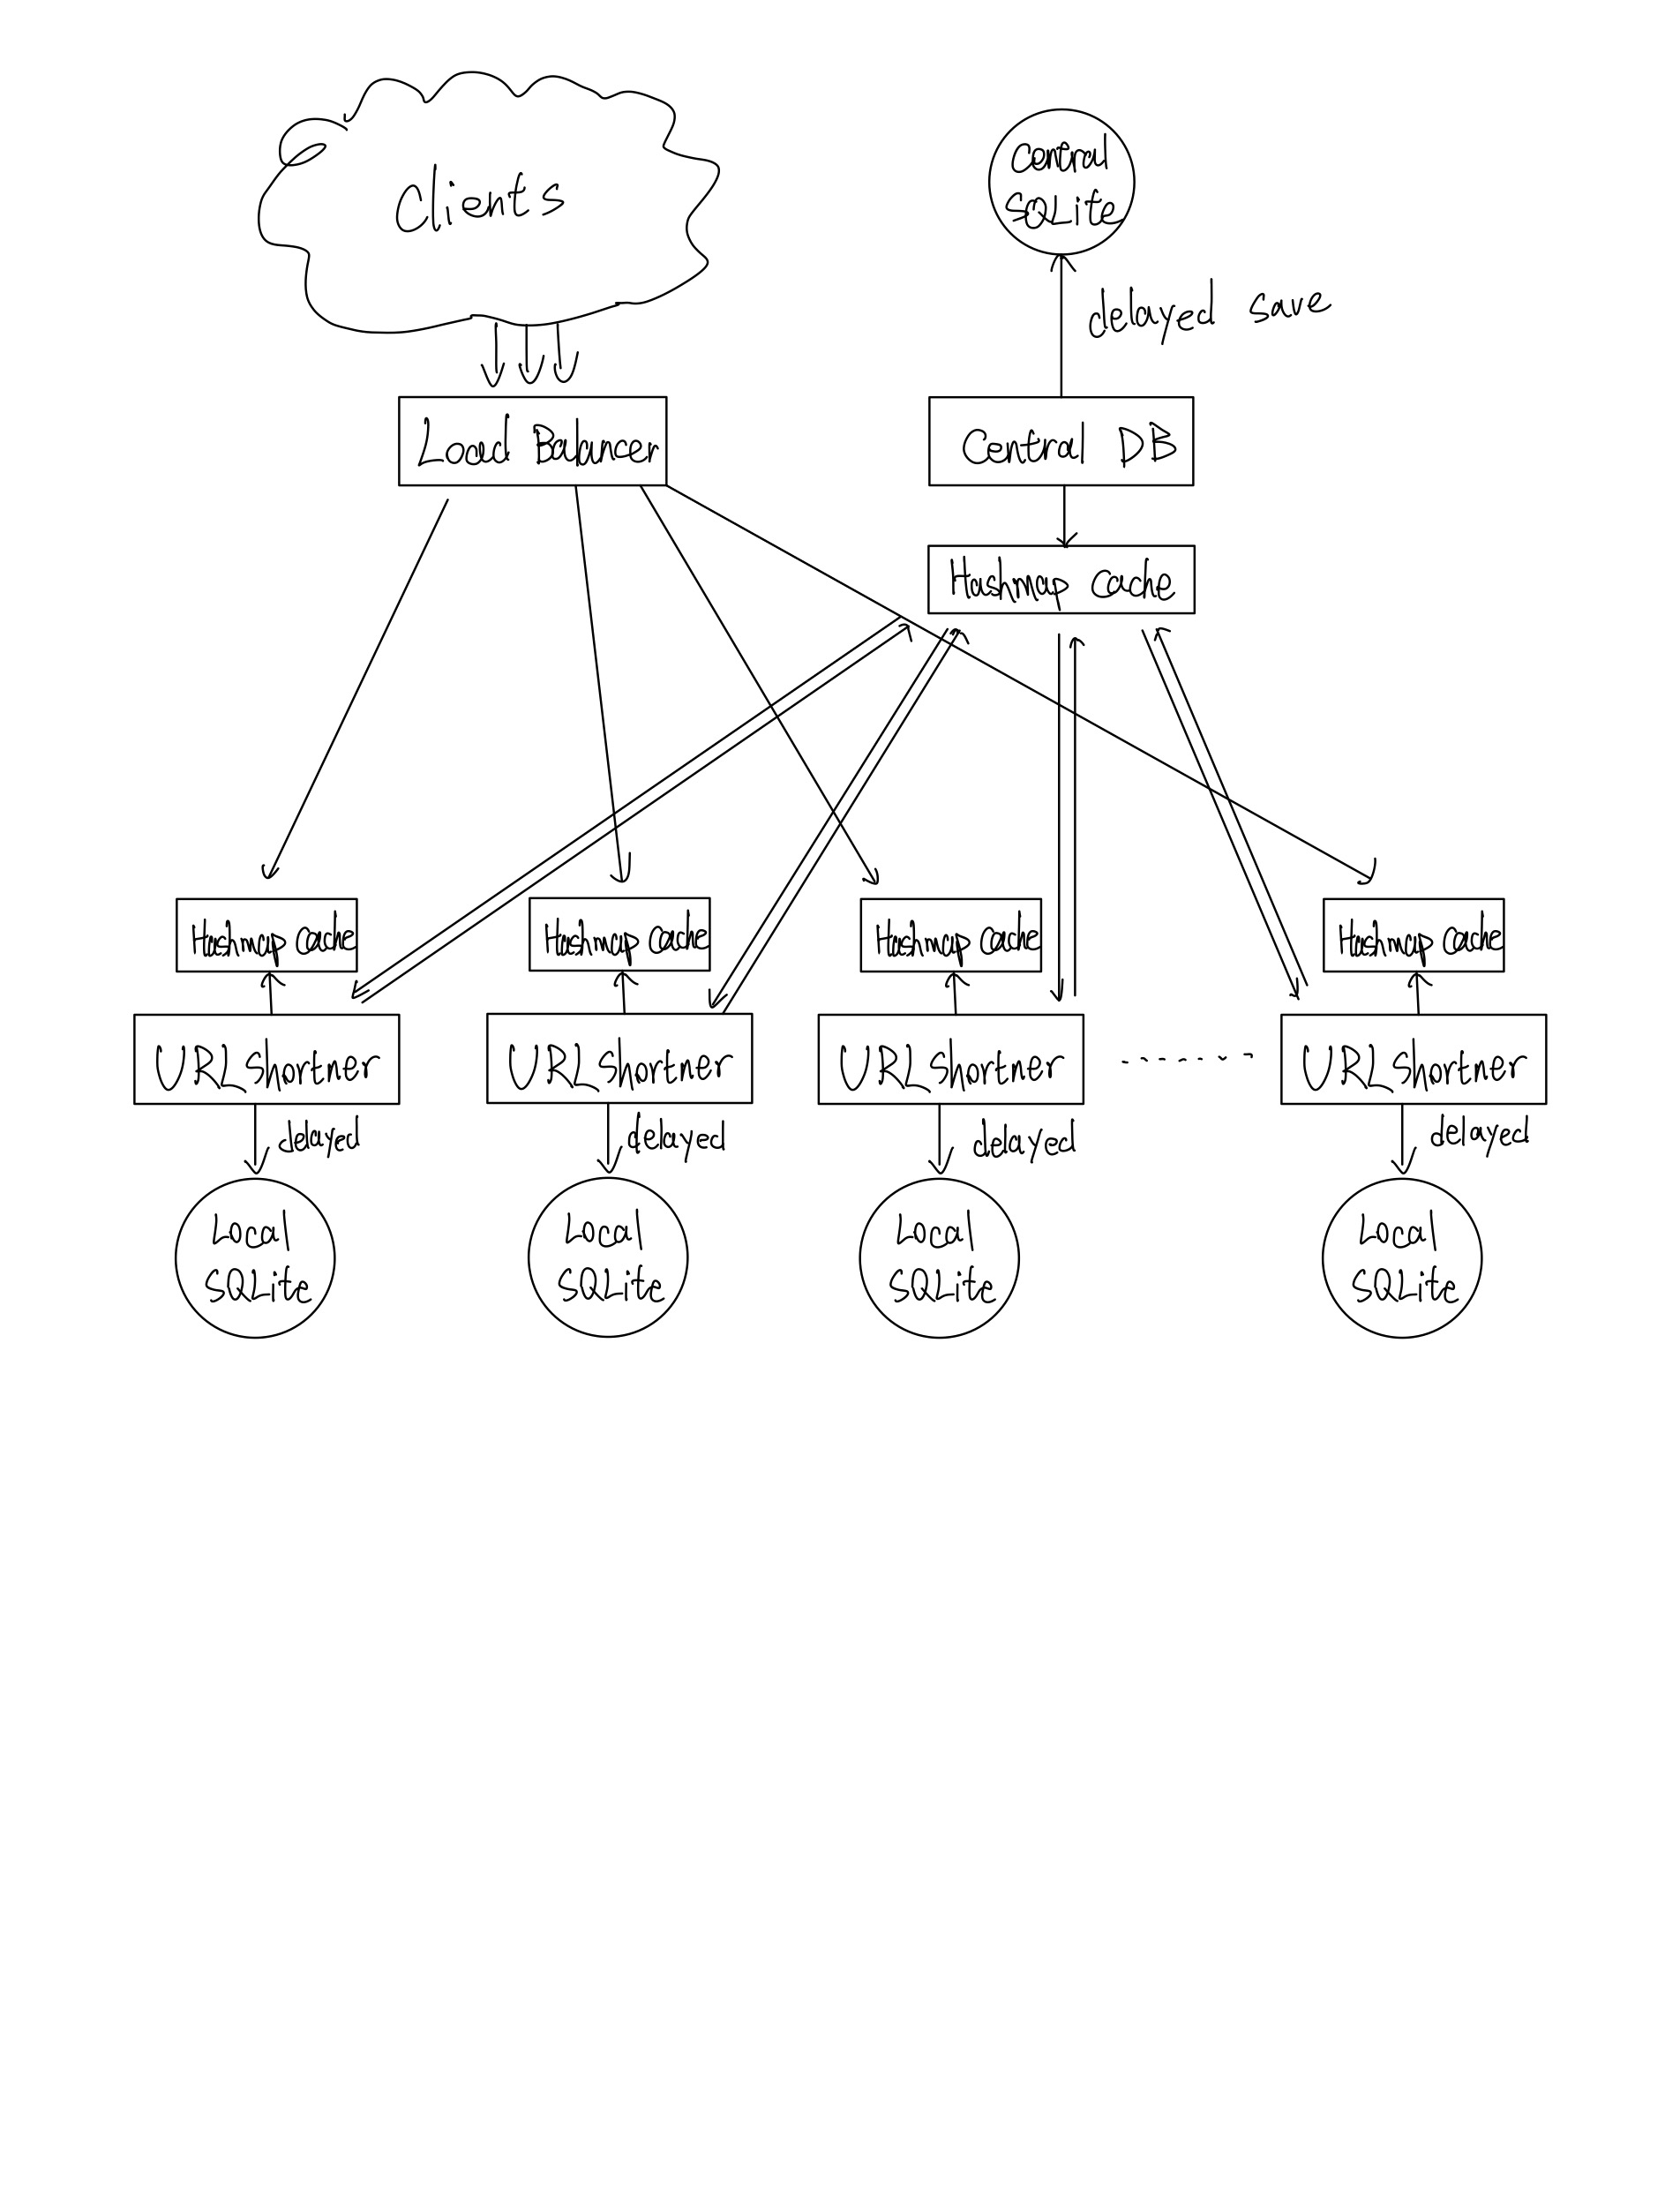 Clients
Central
SQLite
delayed save
Load Balancer
Central DB
Hashmap cache
Hashmap cache
Hashmap cache
Hashmap cache
Hashmap cache
URLshortner
URLshortner
URLshortner
URLshortner
delayed
delayed
delayed
delayed
Local
SQLite
Local
SQLite
Local
SQLite
Local
SQLite